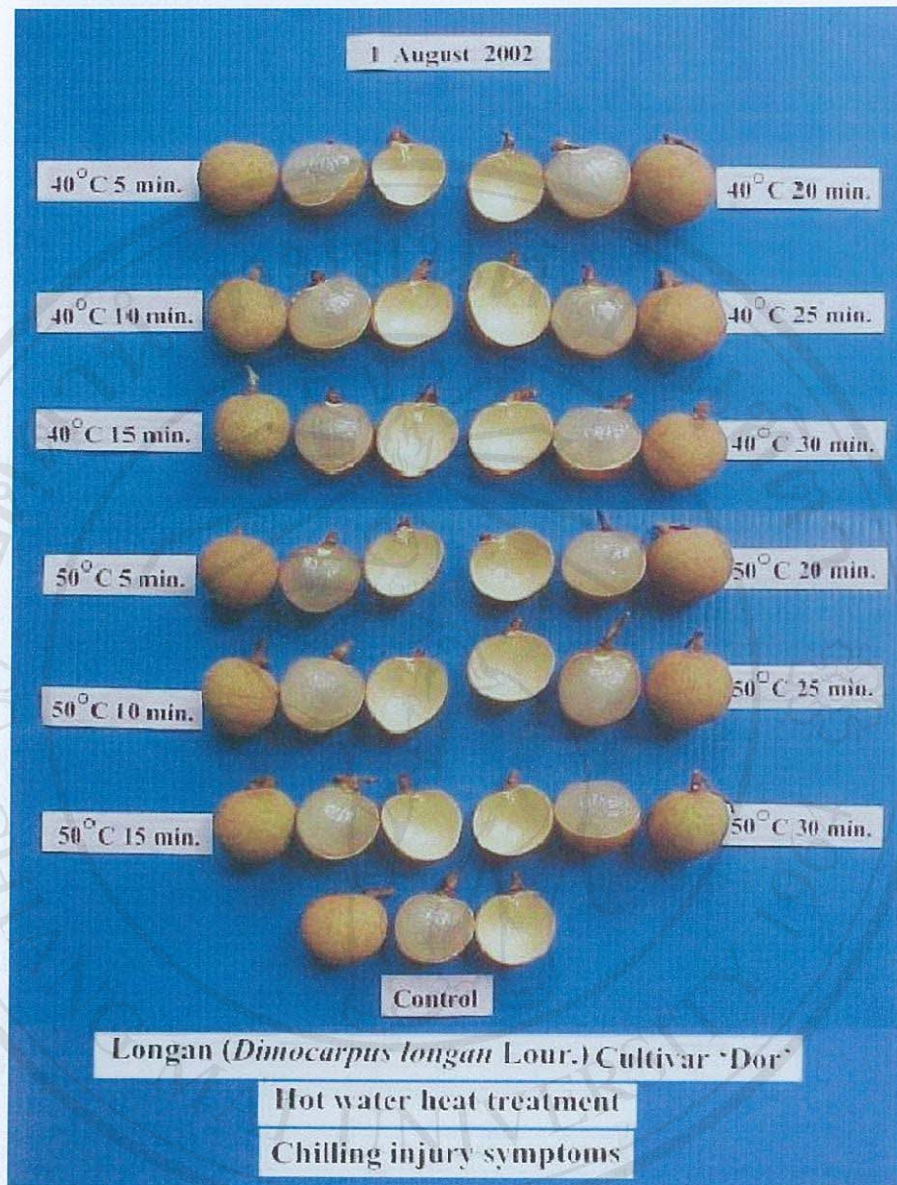 1 August 2002
40°C 5 min.
40°C 20 min.
40°C 10 min.
40°C 25 min.
40°C 15 min.
40°C 30 min.
50°C 5 min.
50°C 20 min.
50°C 10 min.
50°C 25 min.
50°C 15 min.
50°C 30 min.
Control
Longan (Dimocarpus longan Lour.) Cultivar ‘Dor’
Hot water heat treatment
Chilling injury symptoms
UNIVERSITY